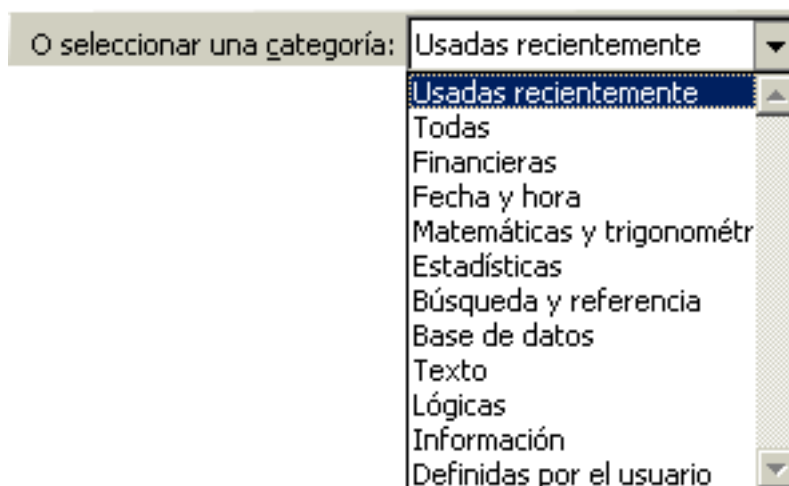 O seleccionar una categoría: Usadas recientemente
Usadas recientemente
Todas
Financieras
Fecha y hora
Matemáticas y trigonométr
Estadísticas
Búsqueda y referencia
Base de datos
Texto
Lógicas
Información
Definidas por el usuario